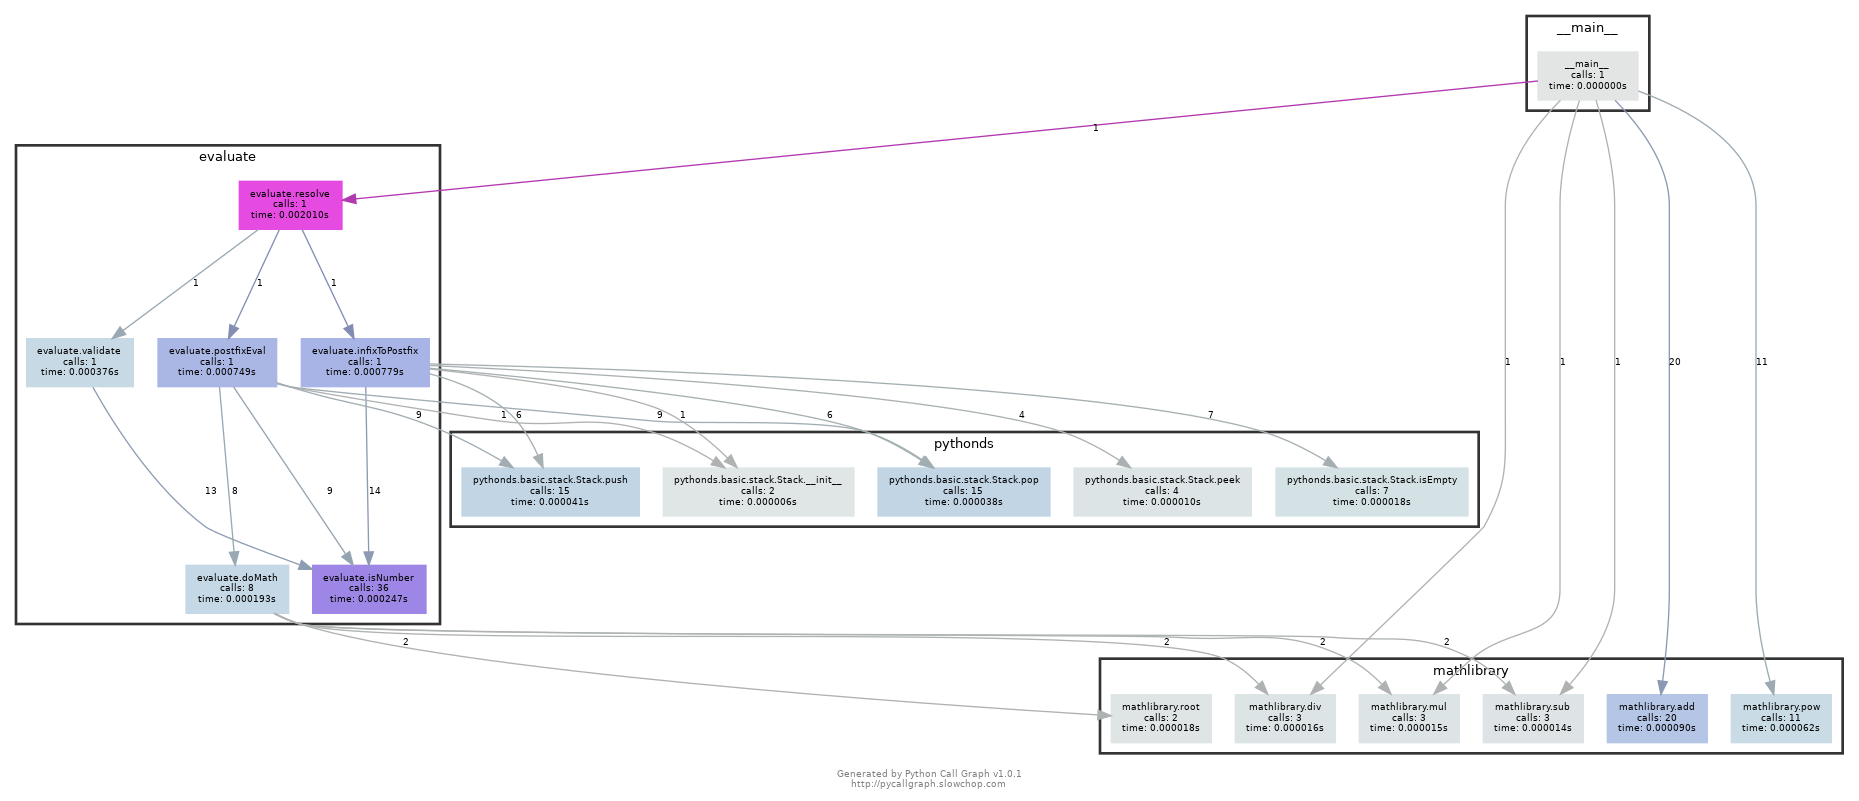 __main__
__main__
calls: 1
time: 0.000000s
1
evaluate
evaluate.resolve
calls: 1
time: 0.002010s
1
1
1
evaluate.validate
calls: 1
time: 0.000376s
evaluate.postfixEval
calls: 1
time: 0.000749s
evaluate.infixToPostfix
calls: 1
time: 0.000779s
1
1
1
20
11
9
1
6
9
1
6
4
7
pythonds
pythonds.basic.stack.Stack.push
calls: 15
time: 0.000041s
pythonds.basic.stack.Stack.__init__
calls: 2
time: 0.000006s
pythonds.basic.stack.Stack.pop
calls: 15
time: 0.000038s
pythonds.basic.stack.Stack.peek
calls: 4
time: 0.000010s
pythonds.basic.stack.Stack.isEmpty
calls: 7
time: 0.000018s
13
8
9
14
evaluate.doMath
calls: 8
time: 0.000193s
evaluate.isNumber
calls: 36
time: 0.000247s
2
2
2
2
mathlibrary
mathlibrary.root
calls: 2
time: 0.000018s
mathlibrary.div
calls: 3
time: 0.000016s
mathlibrary.mul
calls: 3
time: 0.000015s
mathlibrary.sub
calls: 3
time: 0.000014s
mathlibrary.add
calls: 20
time: 0.000090s
mathlibrary.pow
calls: 11
time: 0.000062s
Generated by Python Call Graph v1.0.1
http://pycallgraph.slowchop.com